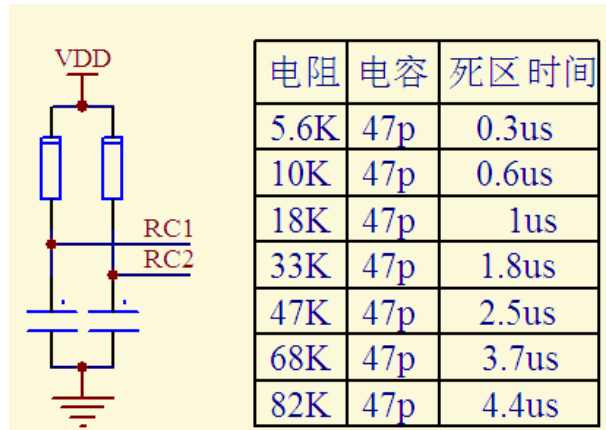 VDD
RC1
RC2
电阻 电容 死区时间
5.6K 47p 0.3us
10K 47p 0.6us
18K 47p 1us
33K 47p 1.8us
47K 47p 2.5us
68K 47p 3.7us
82K 47p 4.4us